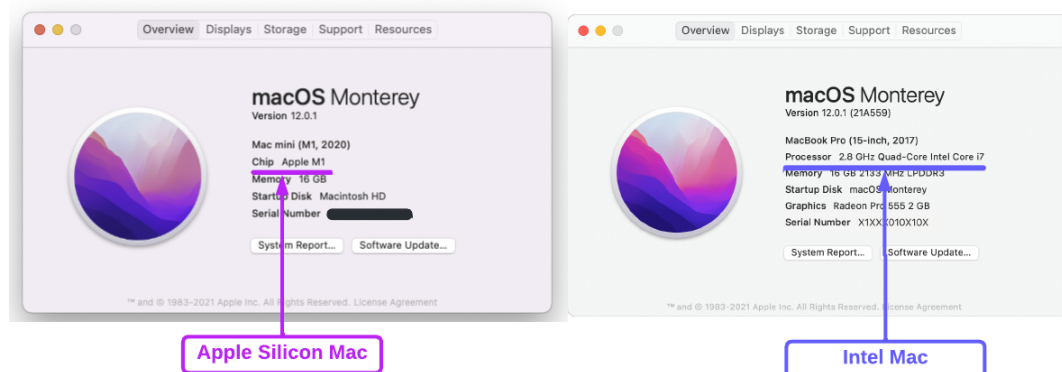 Overview Displays Storage Support Resources
macOS Monterey
Version 12.0.1
Mac mini (M1, 2020)
Chip Apple M1
Memory 16 GB
Startup Disk Macintosh HD
Serial Number
System Report... Software Update...
™ and © 1983-2021 Apple Inc. All Rights Reserved. License Agreement
Apple Silicon Mac
Overview Displays Storage Support Resources
macOS Monterey
Version 12.0.1 (21A559)
MacBook Pro (15-inch, 2017)
Processor 2.8 GHz Quad-Core Intel Core i7
Memory 16 GB 2133 MHz LPDDR3
Startup Disk macOS Monterey
Graphics Radeon Pro 555 2 GB
Serial Number X1XXX010X10X
System Report... Software Update...
™ and © 1983-2021 Apple Inc. All Rights Reserved. License Agreement
Intel Mac